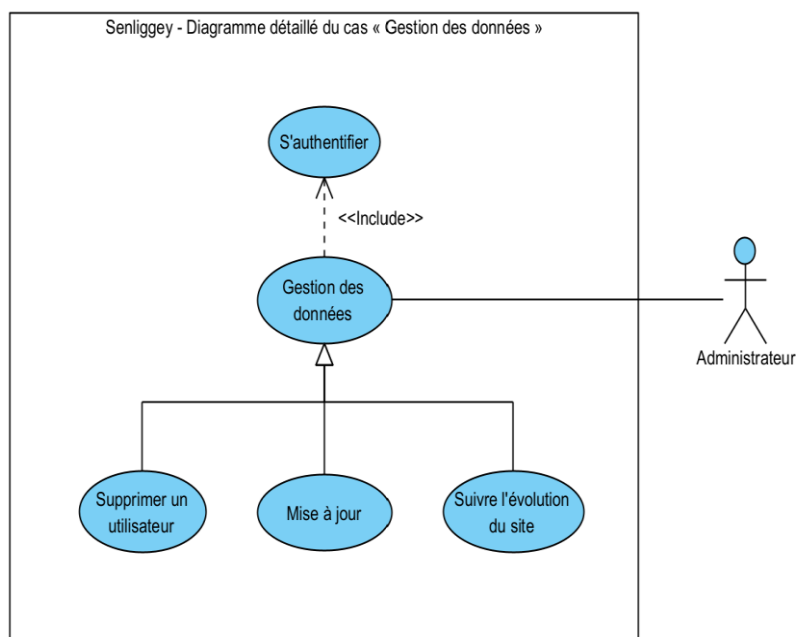 Senliggey - Diagramme détaillé du cas « Gestion des données »
S'authentifier
<<Include>>
Gestion des
données
Administrateur
Supprimer un
utilisateur
Mise à jour
Suivre l'évolution
du site